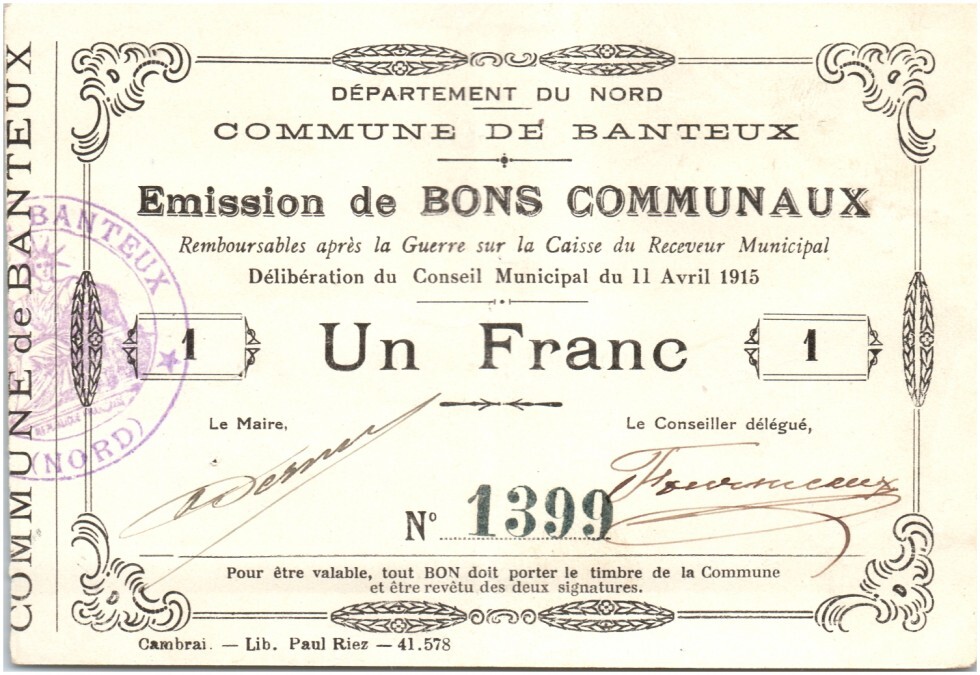 COMMUNE de BANTEUX
DÉPARTEMENT DU NORD
COMMUNE DE BANTEUX
Emission de BONS COMMUNAUX
Remboursables après la Guerre sur la Caisse du Receveur Municipal
Délibération du Conseil Municipal du 11 Avril 1915
1 Un Franc 1
BANTEUX
(NORD)
Le Maire, Le Conseiller délégué,
N° 1399
Pour être valable, tout BON doit porter le timbre de la Commune
et être revêtu des deux signatures.
Cambrai. — Lib. Paul Riez — 41.578